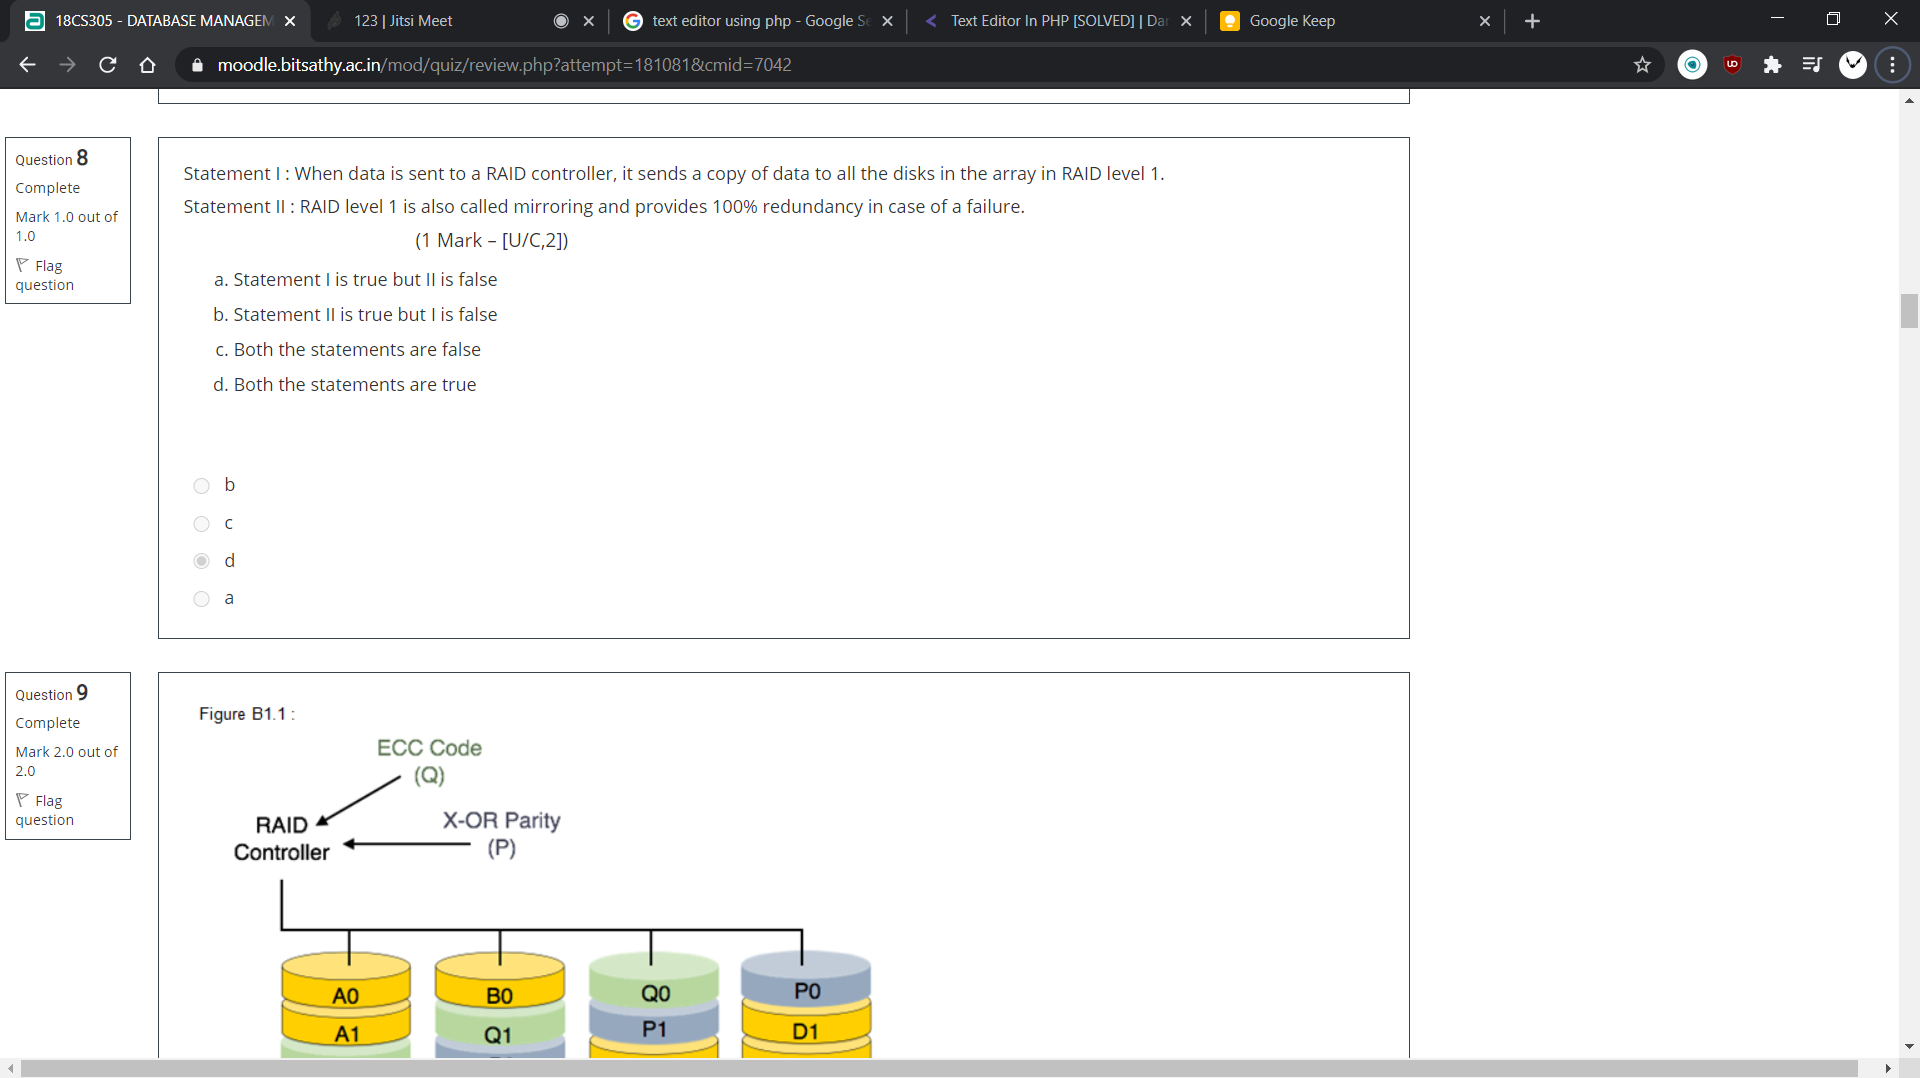 18CS305 - DATABASE MANAGEM
123 | Jitsi Meet
text editor using php - Google Se
Text Editor In PHP [SOLVED] | Dar
Google Keep
moodle.bitsathy.ac.in/mod/quiz/review.php?attempt=181081&cmid=7042
Question 8
Complete
Mark 1.0 out of
1.0
Flag
question
Statement I : When data is sent to a RAID controller, it sends a copy of data to all the disks in the array in RAID level 1.
Statement II : RAID level 1 is also called mirroring and provides 100% redundancy in case of a failure.
(1 Mark – [U/C,2])
a. Statement I is true but II is false
b. Statement II is true but I is false
c. Both the statements are false
d. Both the statements are true
b
c
d
a
Question 9
Complete
Mark 2.0 out of
2.0
Flag
question
Figure B1.1 :
ECC Code
(Q)
RAID
Controller
X-OR Parity
(P)
A0
B0
Q0
P0
A1
Q1
P1
D1